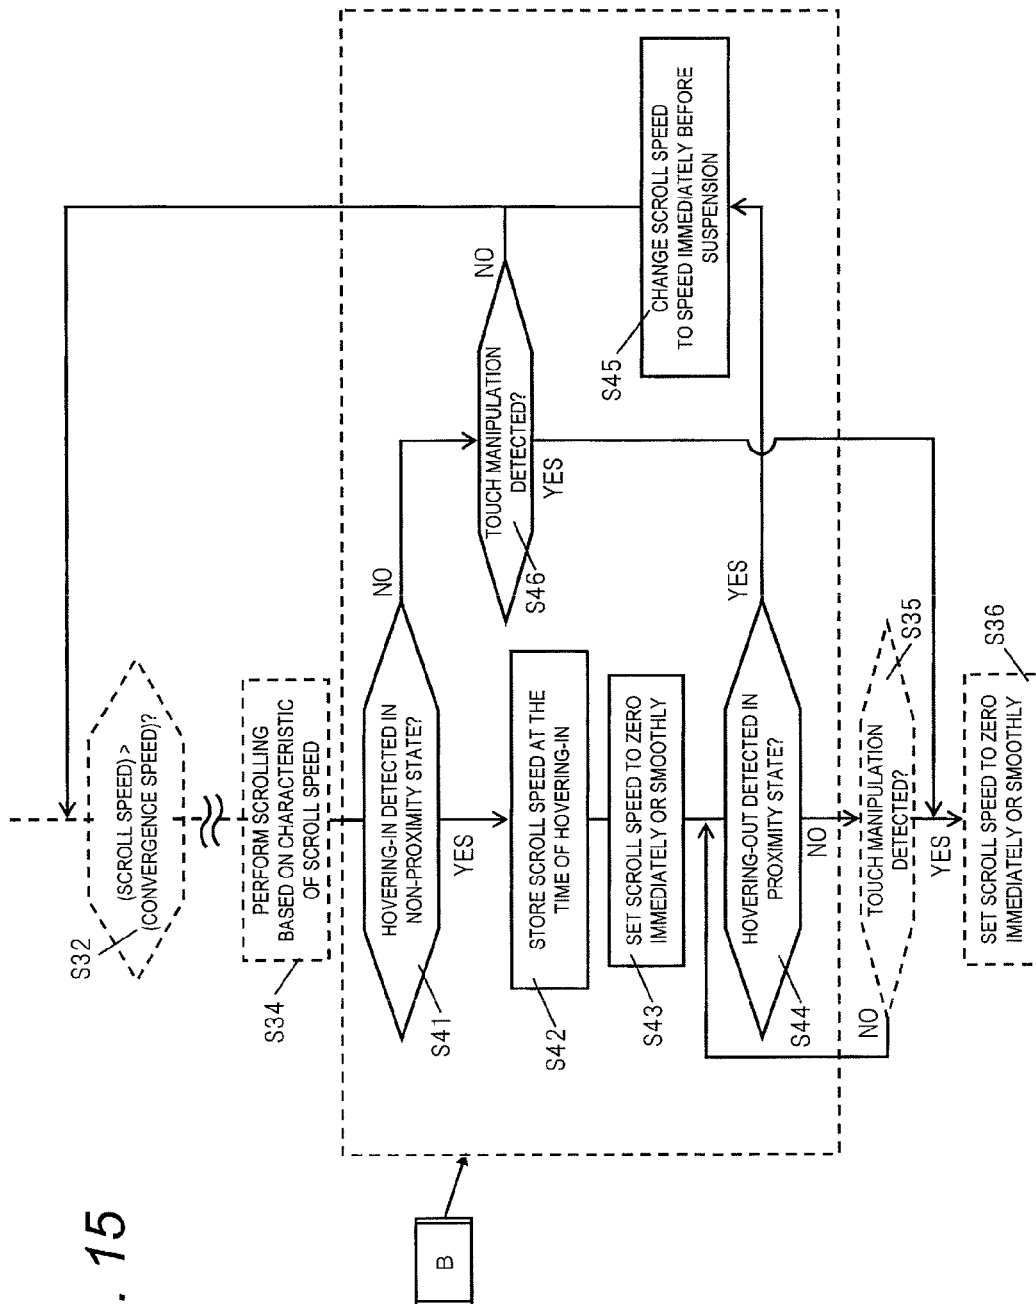 . 15
B
S32
(SCROLL SPEED) >
(CONVERGENCE SPEED)?
S34
PERFORM SCROLLING
BASED ON CHARACTERISTIC
OF SCROLL SPEED
S41
HOVERING-IN DETECTED IN
NON-PROXIMITY STATE?
NO
YES
S46
TOUCH MANIPULATION
DETECTED?
NO
YES
S42
STORE SCROLL SPEED AT THE
TIME OF HOVERING-IN
S43
SET SCROLL SPEED TO ZERO
IMMEDIATELY OR SMOOTHLY
S44
HOVERING-OUT DETECTED IN
PROXIMITY STATE?
YES
NO
S45
CHANGE SCROLL SPEED
TO SPEED IMMEDIATELY BEFORE
SUSPENSION
S35
TOUCH MANIPULATION
DETECTED?
NO
YES
S36
SET SCROLL SPEED TO ZERO
IMMEDIATELY OR SMOOTHLY